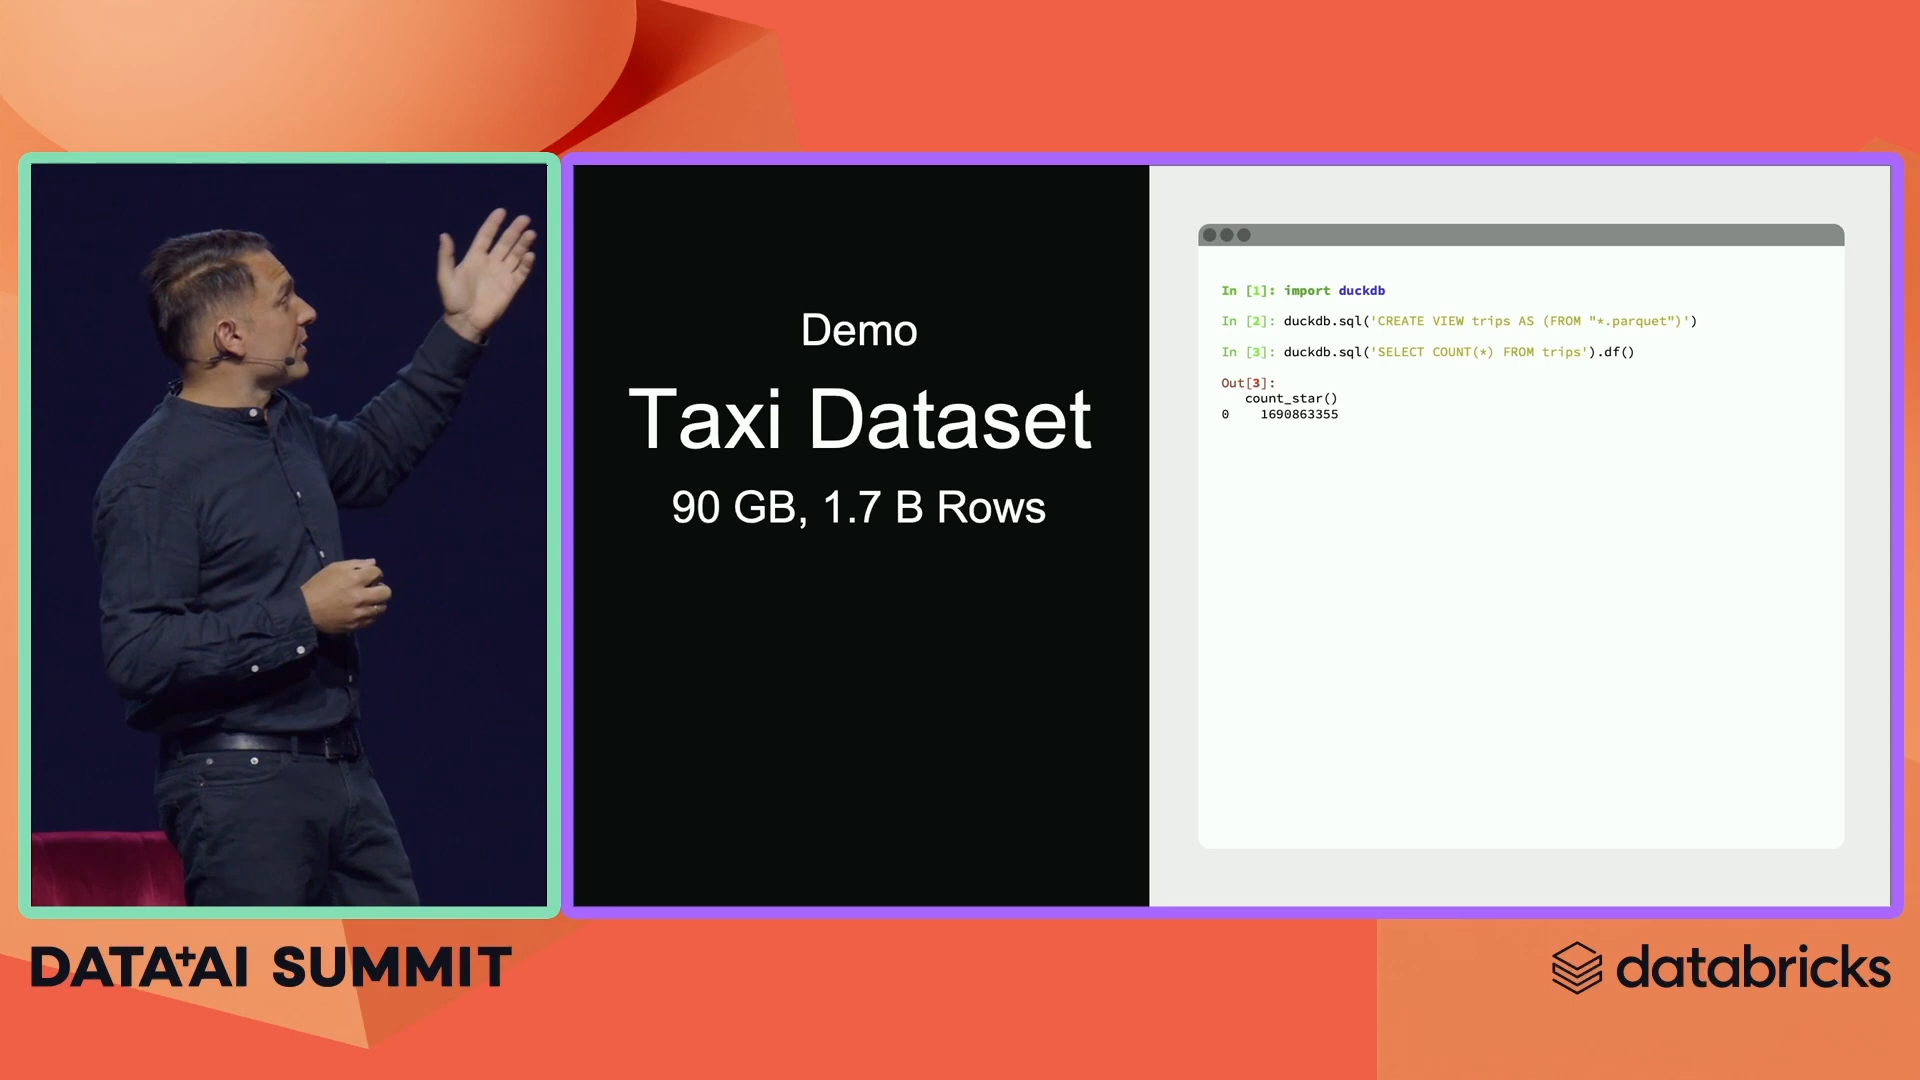 Demo
Taxi Dataset
90 GB, 1.7 B Rows
In [1]: import duckdb
In [2]: duckdb.sql('CREATE VIEW trips AS (FROM "*.parquet")')
In [3]: duckdb.sql('SELECT COUNT(*) FROM trips').df()
Out[3]:
count_star()
0 1690863355
DATA+AI SUMMIT
databricks